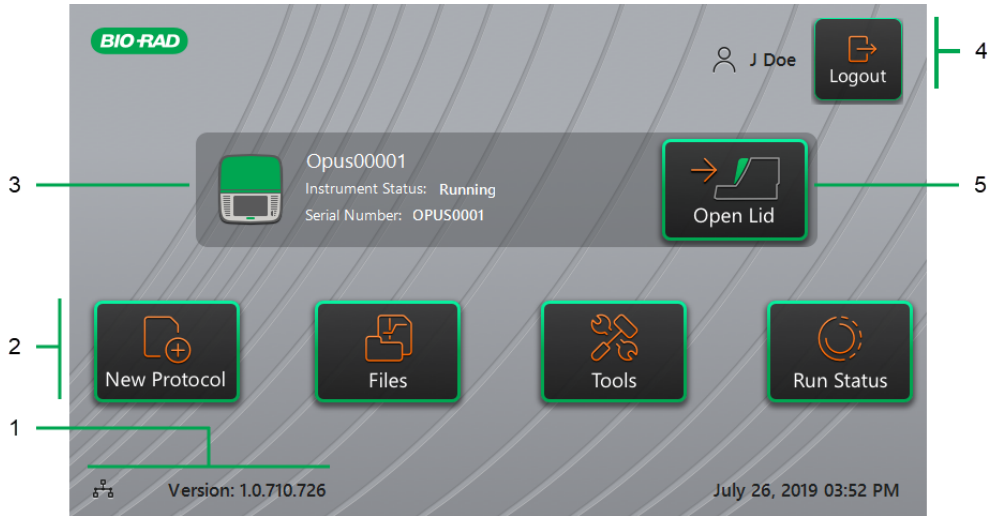 BIO-RAD
J Doe
Logout
4
Opus00001
Instrument Status: Running
Serial Number: OPUS0001
Open Lid
3
5
New Protocol
Files
Tools
Run Status
2
1
Version: 1.0.710.726
July 26, 2019 03:52 PM